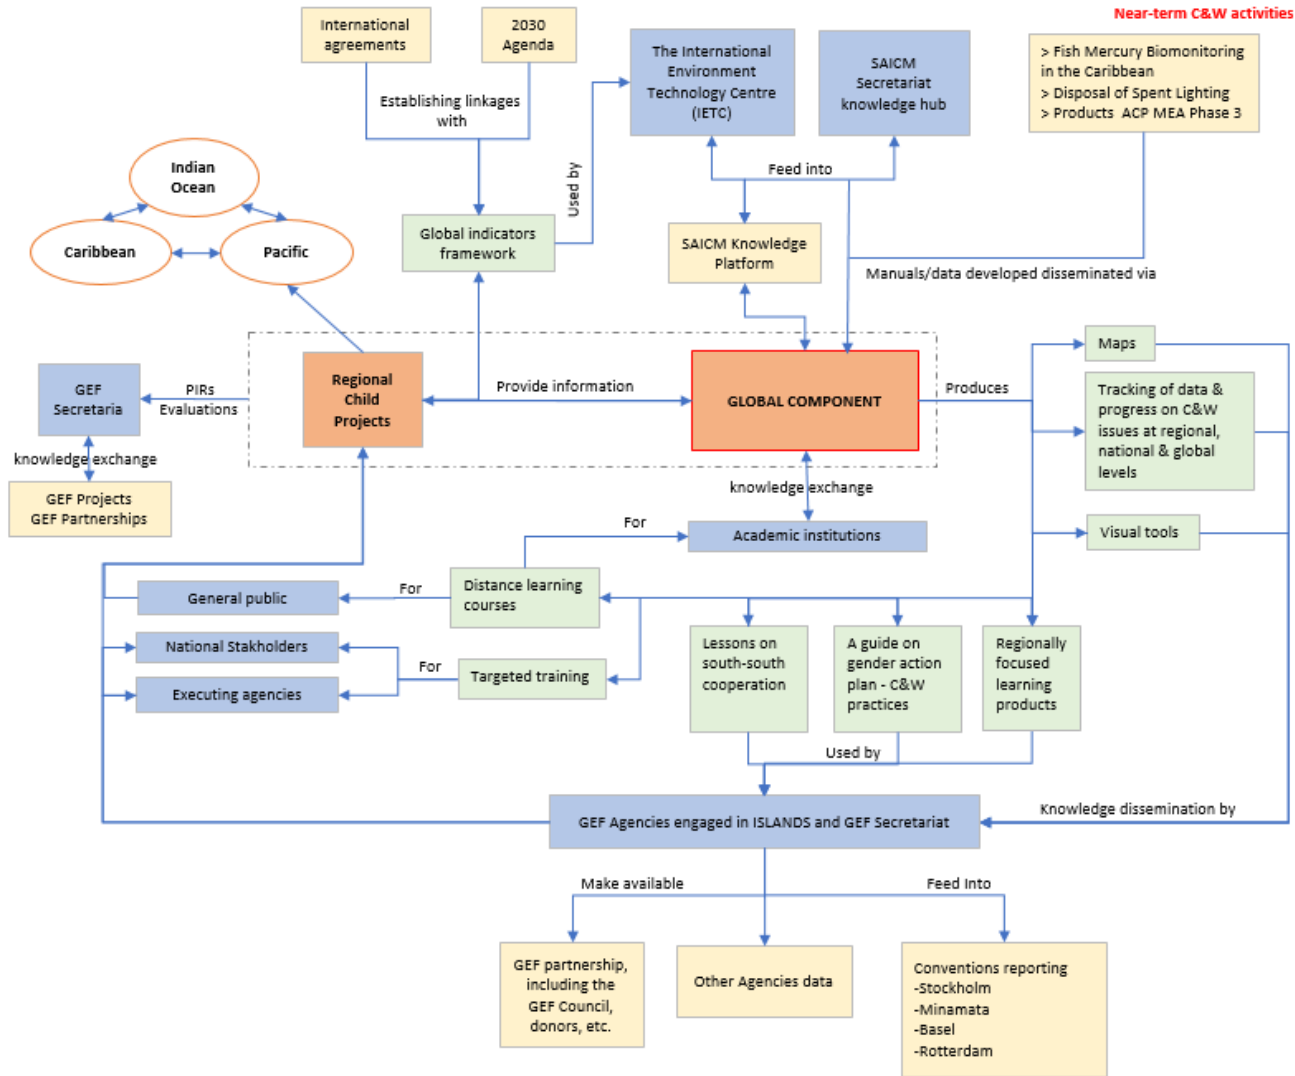 Near-term C&W activities
International
agreements
2030
Agenda
The International
Environment
Technology Centre
(IETC)
SAICM
Secretariat
knowledge hub
> Fish Mercury Biomonitoring
in the Caribbean
> Disposal of Spent Lighting
> Products  ACP MEA Phase 3
Establishing linkages
with
Used by
Feed into
Indian
Ocean
Caribbean
Pacific
Global indicators
framework
SAICM Knowledge
Platform
Manuals/data developed disseminated via
GEF
Secretaria
PIRs
Evaluations
Regional
Child
Projects
Provide information
GLOBAL COMPONENT
Produces
Maps
Tracking of data &
progress on C&W
issues at regional,
national & global
levels
Visual tools
knowledge exchange
GEF Projects
GEF Partnerships
knowledge exchange
For
Academic institutions
General public
For
Distance learning
courses
National Stakholders
Executing agencies
For
Targeted training
Lessons on
south-south
cooperation
A guide on
gender action
plan - C&W
practices
Regionally
focused
learning
products
Used by
GEF Agencies engaged in ISLANDS and GEF Secretariat
Knowledge dissemination by
Make available
Feed Into
GEF partnership,
including the
GEF Council,
donors, etc.
Other Agencies data
Conventions reporting
-Stockholm
-Minamata
-Basel
-Rotterdam